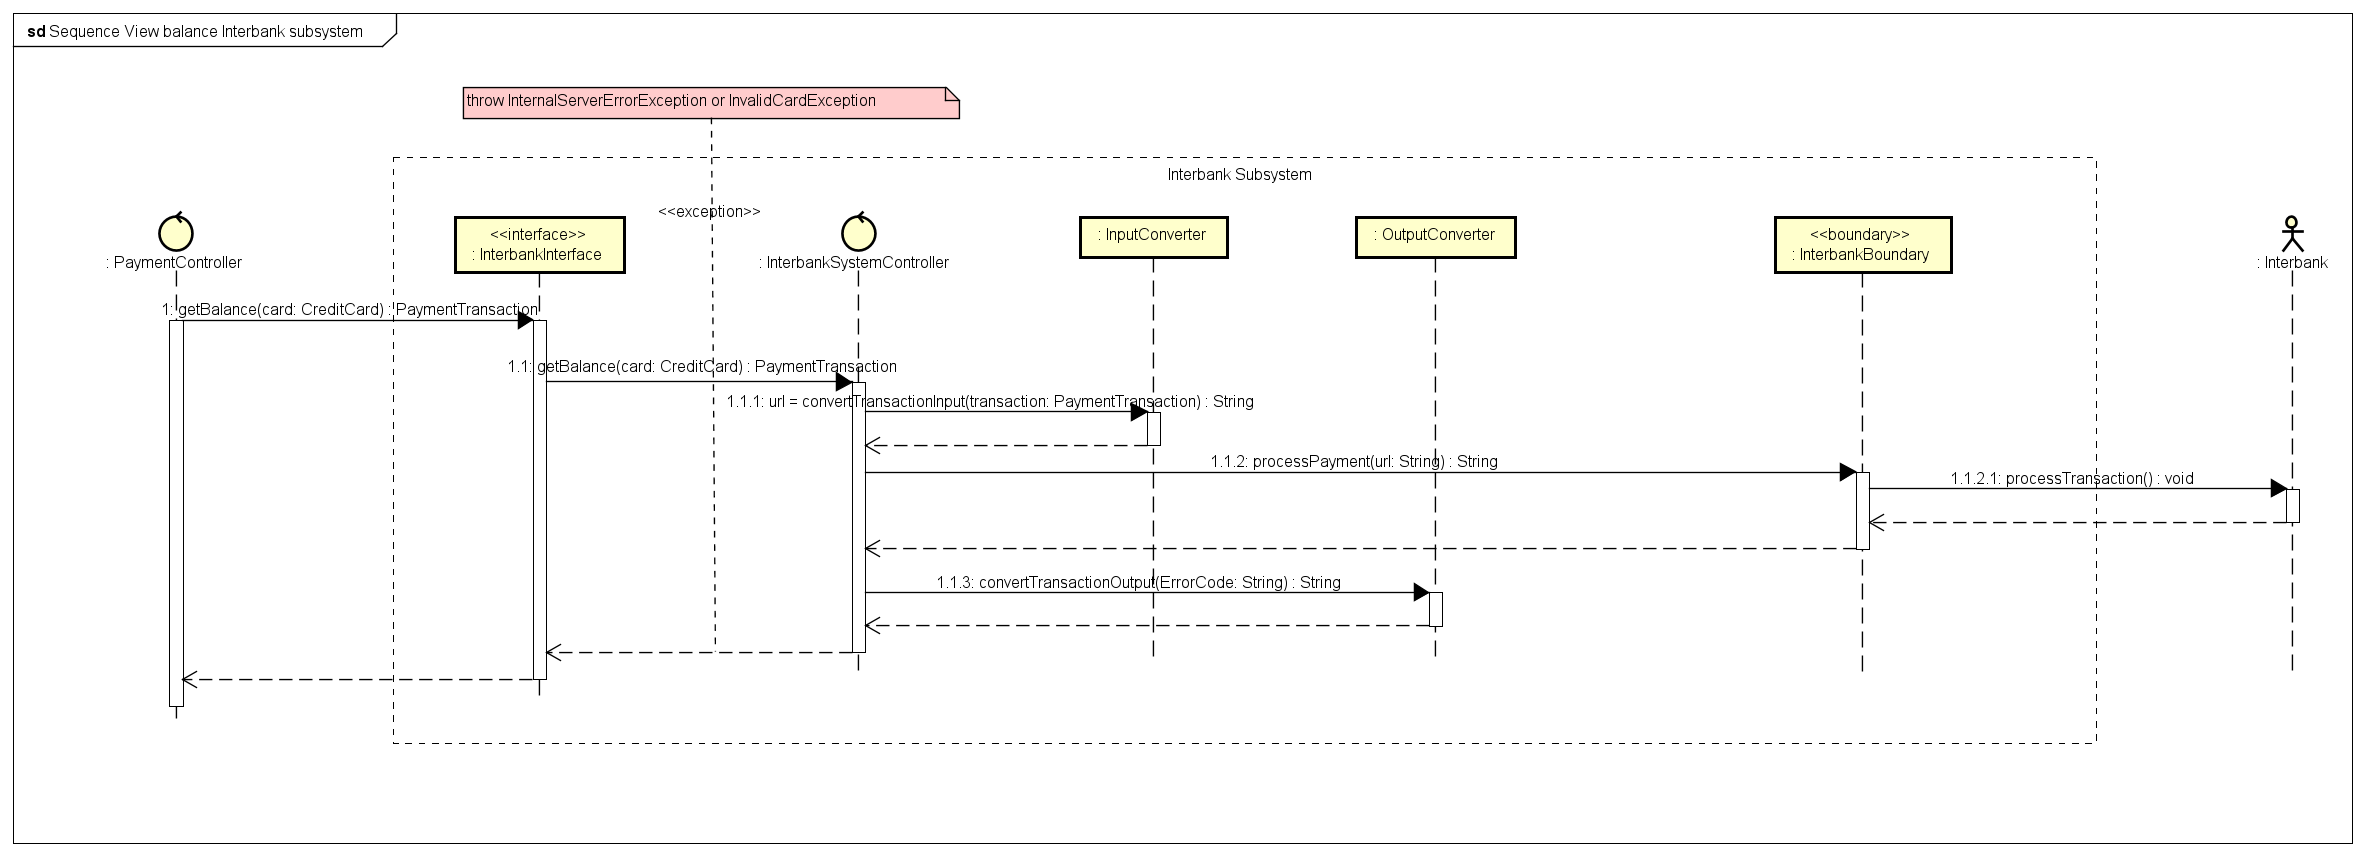 sd Sequence View balance Interbank subsystem
throw InternalServerErrorException or InvalidCardException
Interbank Subsystem
<<exception>>
: PaymentController
<<interface>>
: InterbankInterface
: InterbankSystemController
: InputConverter
: OutputConverter
<<boundary>>
: InterbankBoundary
: Interbank
1: getBalance(card: CreditCard) : PaymentTransaction
1.1: getBalance(card: CreditCard) : PaymentTransaction
1.1.1: url = convertTransactionInput(transaction: PaymentTransaction) : String
1.1.2: processPayment(url: String) : String
1.1.2.1: processTransaction() : void
1.1.3: convertTransactionOutput(ErrorCode: String) : String